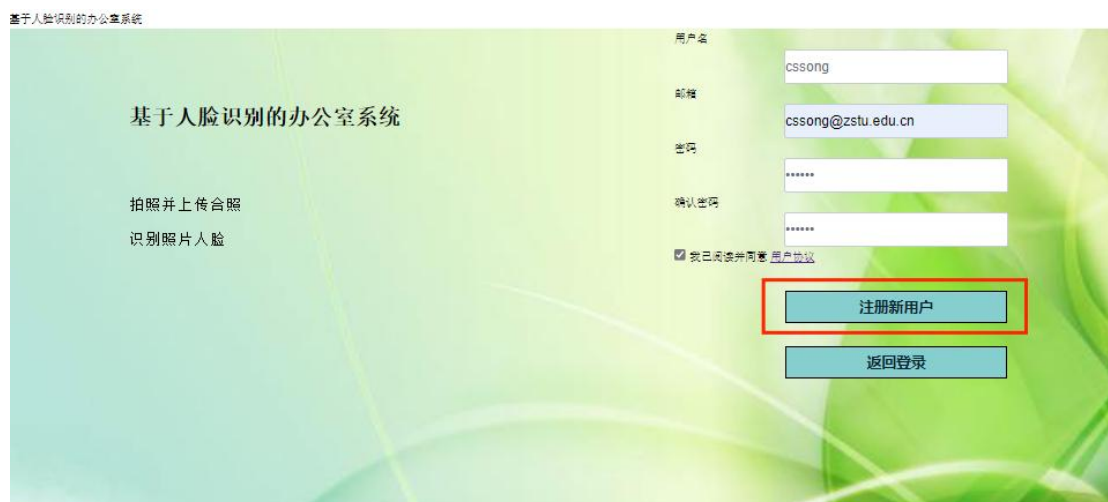 基于人脸识别的办公室系统
基于人脸识别的办公室系统
拍照并上传合照
识别照片人脸
用户名
cssong
邮箱
cssong@zstu.edu.cn
密码
••••••
确认密码
••••••
我已阅读并同意 用户协议
注册新用户
返回登录